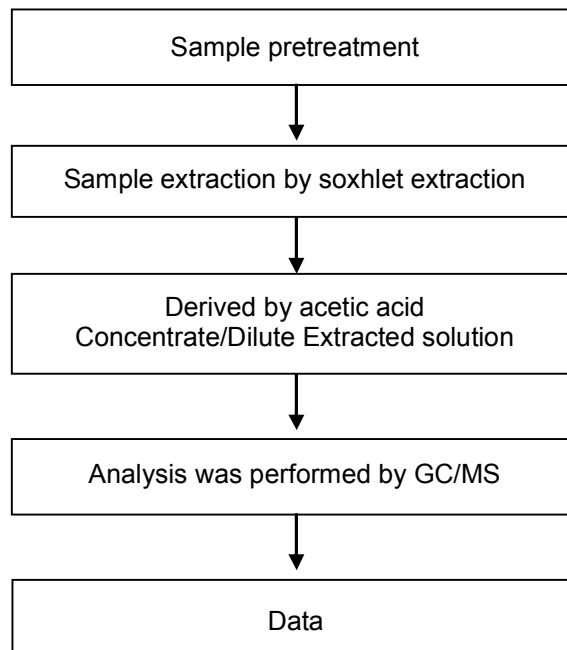 Sample pretreatment
Sample extraction by soxhlet extraction
Derived by acetic acid
Concentrate/Dilute Extracted solution
Analysis was performed by GC/MS
Data